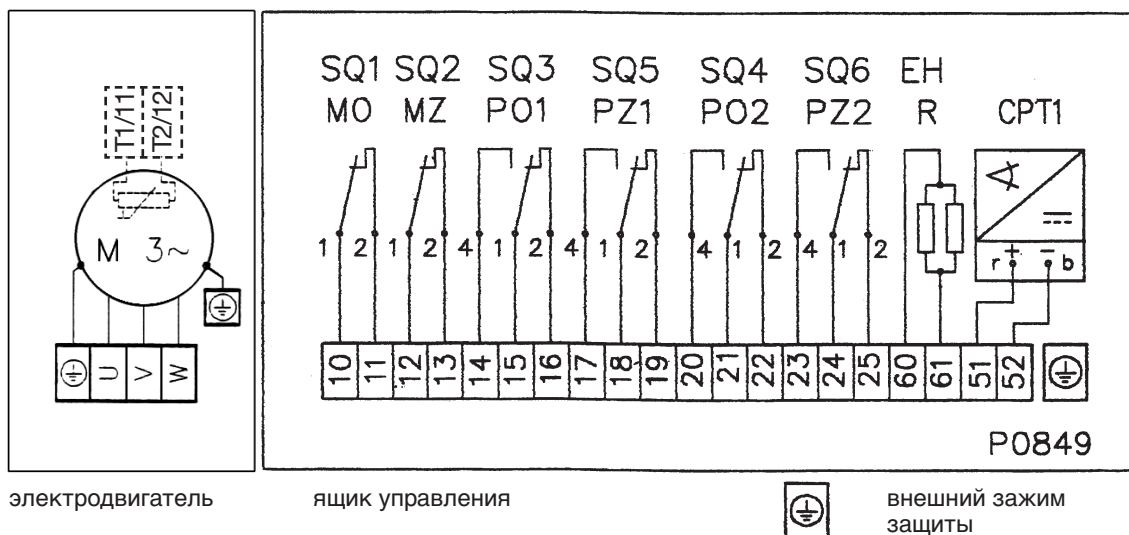 SQ1 SQ2 SQ3 SQ5 SQ4 SQ6 EH
MO MZ PO1 PZ1 PO2 PZ2 R CPT1
T1/11 T2/12
M 3~
1 2 1 2 4 1 2 4 1 2 4 1 2 4 1 2
r + − b
U V W
10 11 12 13 14 15 16 17 18 19 20 21 22 23 24 25 60 61 51 52
P0849
электродвигатель
ящик управления
внешний зажим
защиты